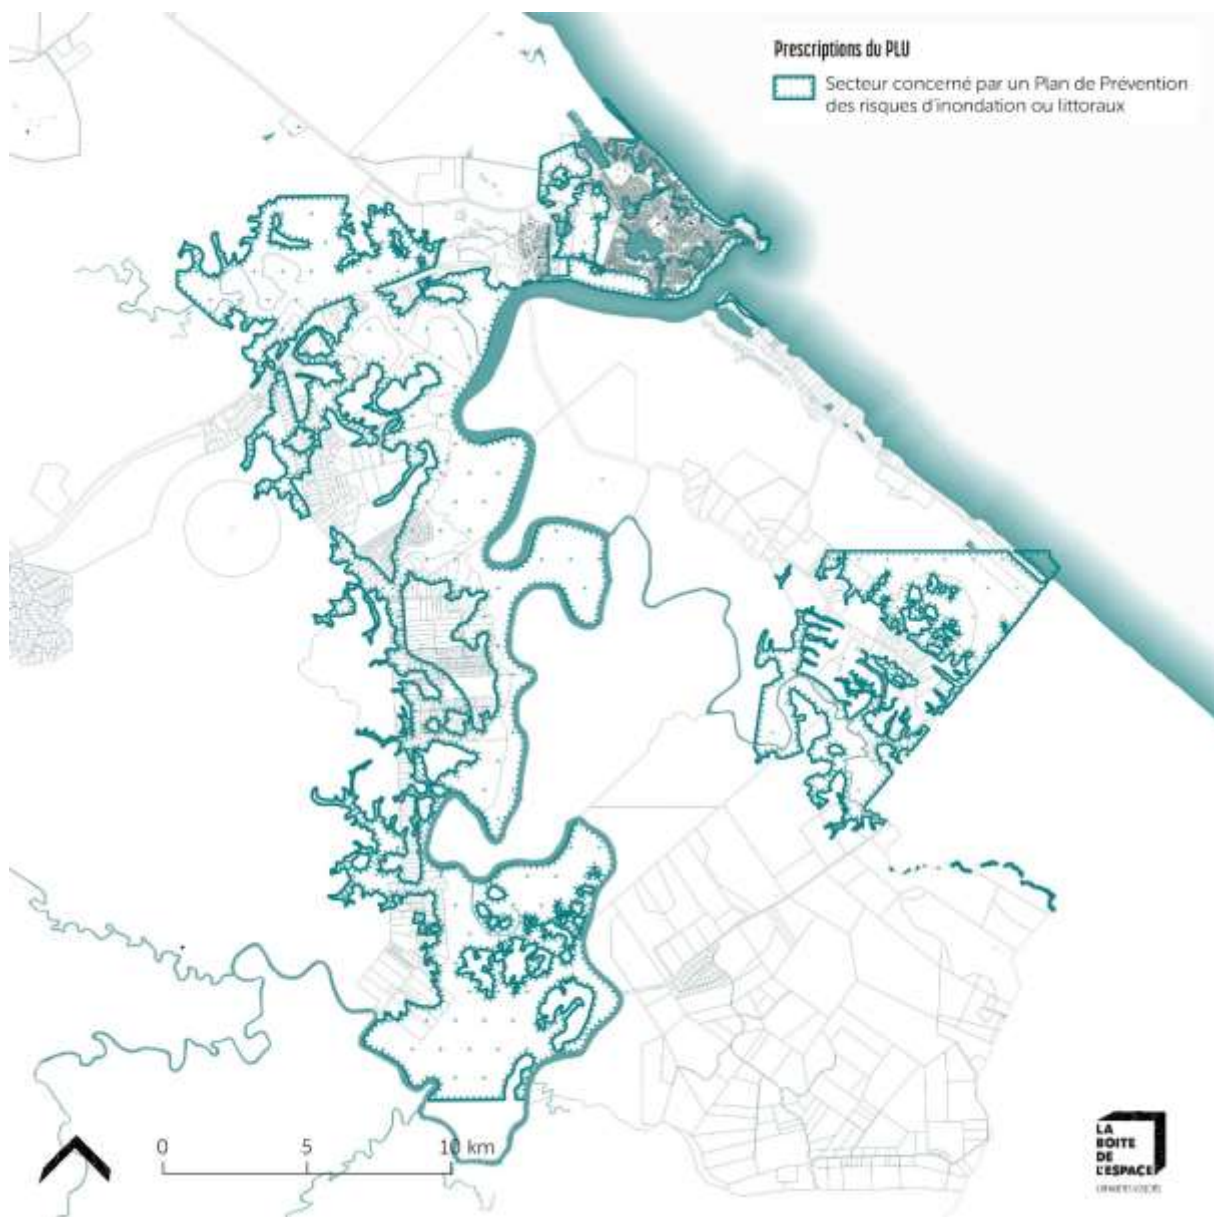 Prescriptions du PLU
Secteur concerné par un Plan de Prévention
des risques d'inondation ou littoraux
0 5 10 km
LA
BOITE
DE
L'ESPACE